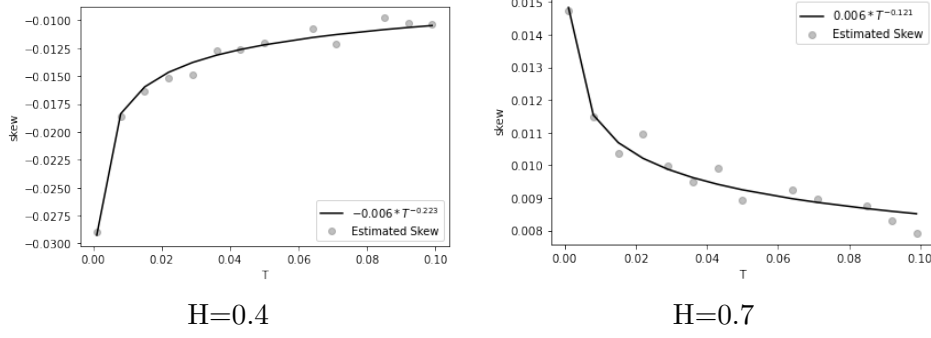 −0.0100
−0.0125
−0.0150
−0.0175
−0.0200
−0.0225
−0.0250
−0.0275
−0.0300
skew
−0.006 * T^{−0.223}
Estimated Skew
0.00 0.02 0.04 0.06 0.08 0.10
T
H=0.4
0.015
0.014
0.013
0.012
0.011
0.010
0.009
0.008
skew
0.006 * T^{−0.121}
Estimated Skew
0.00 0.02 0.04 0.06 0.08 0.10
T
H=0.7